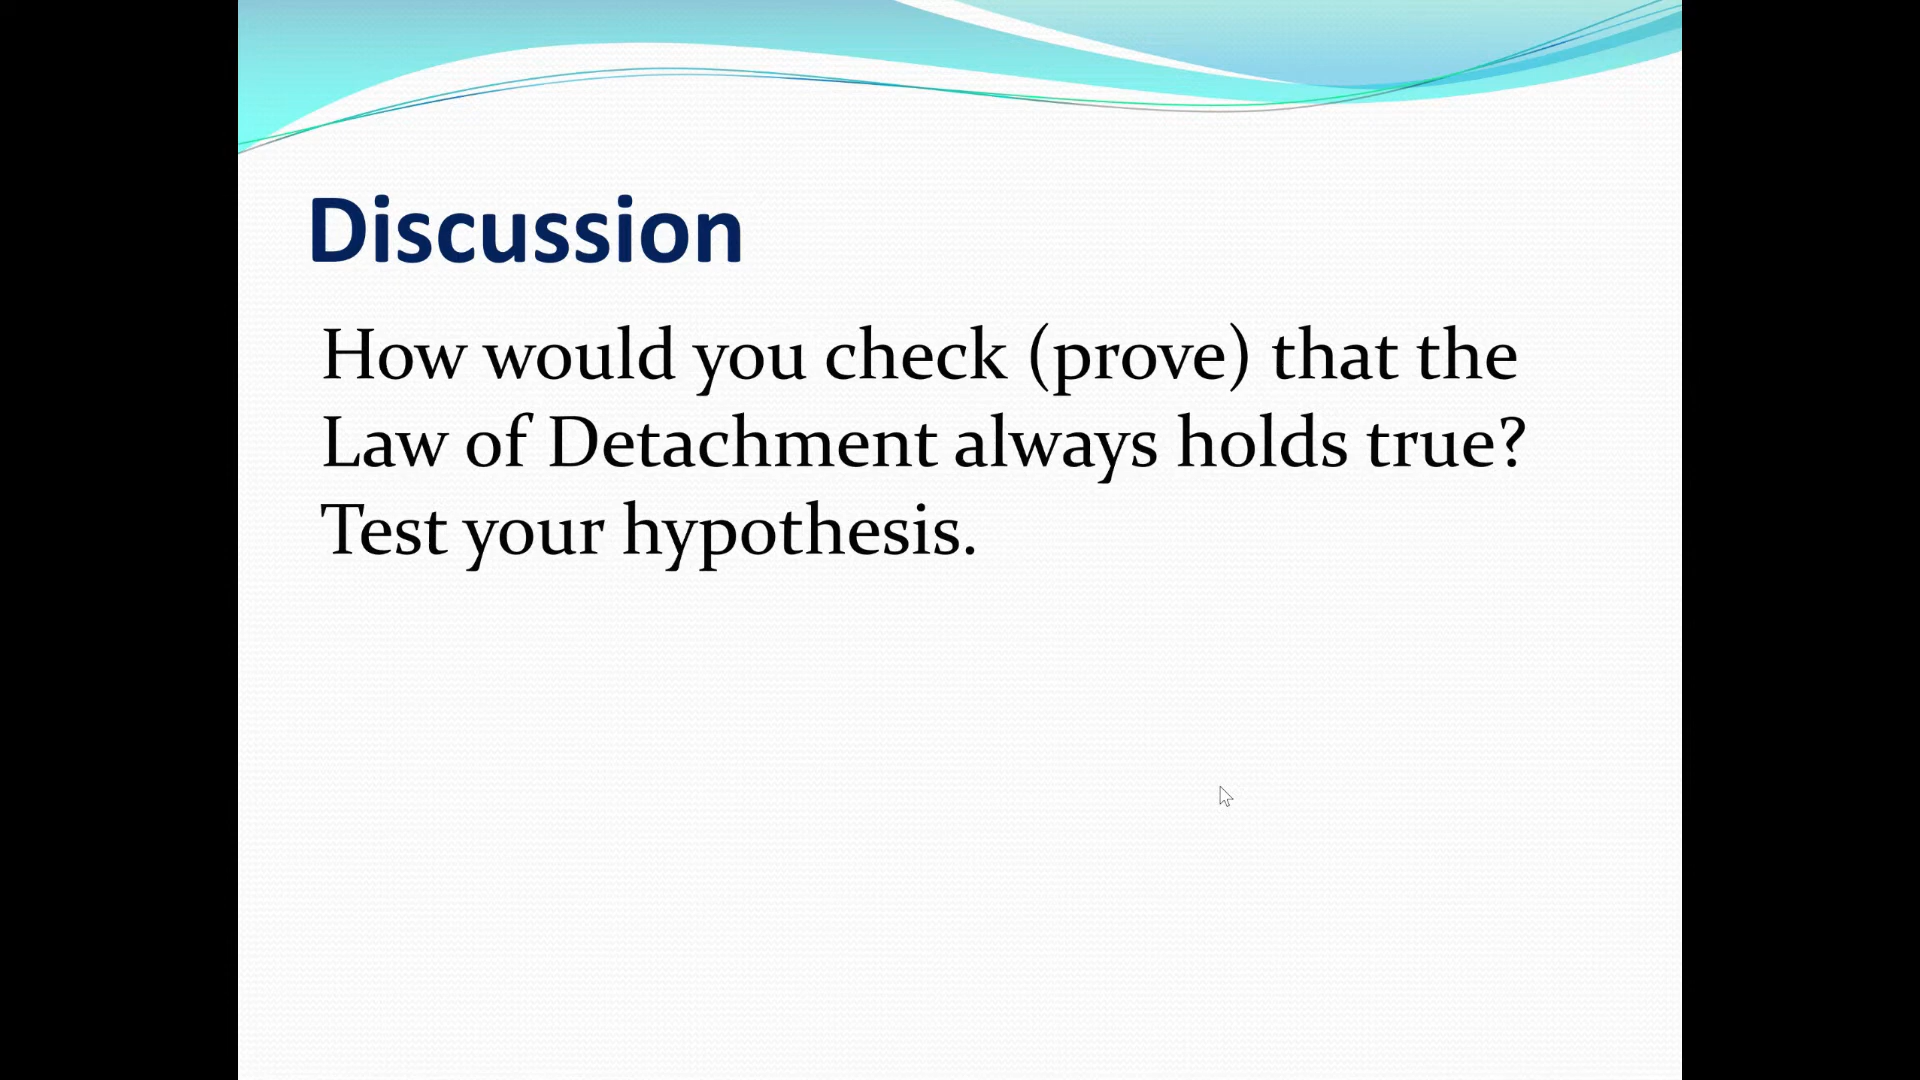 Discussion
How would you check (prove) that the
Law of Detachment always holds true?
Test your hypothesis.